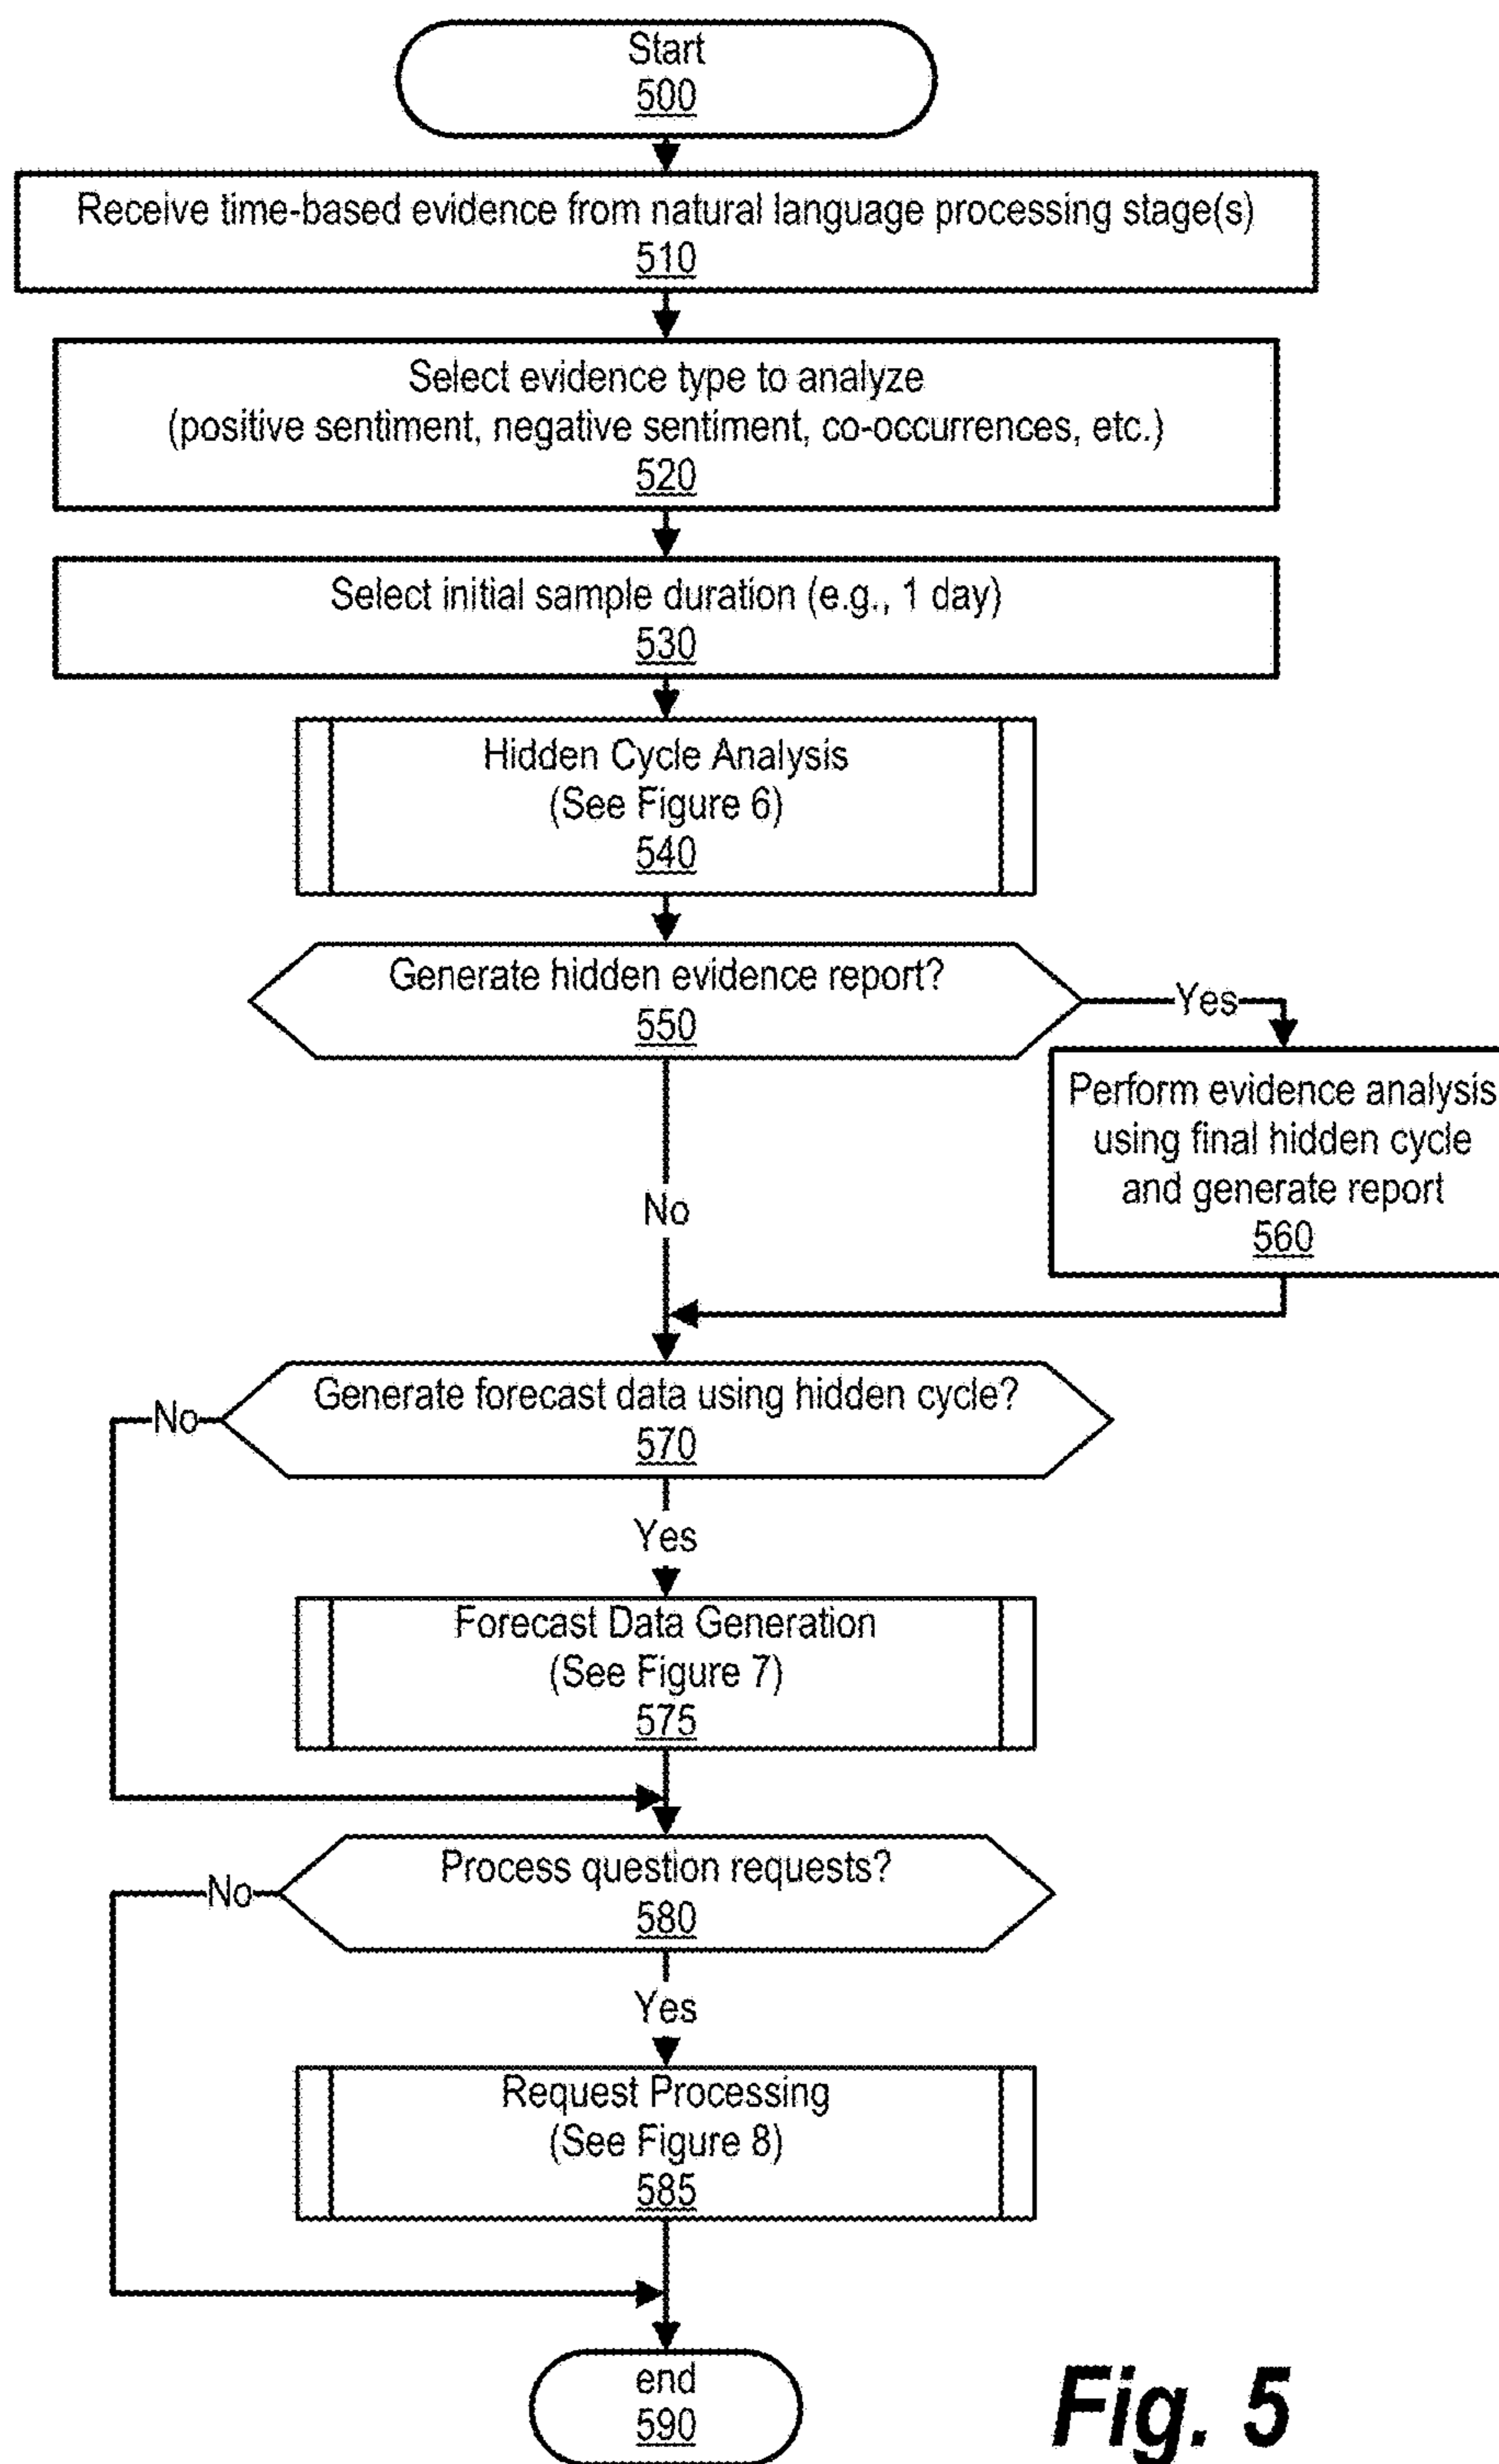 Start
500
Receive time-based evidence from natural language processing stage(s)
510
Select evidence type to analyze
(positive sentiment, negative sentiment, co-occurrences, etc.)
520
Select initial sample duration (e.g., 1 day)
530
Hidden Cycle Analysis
(See Figure 6)
540
Generate hidden evidence report?
550
Yes
Perform evidence analysis
using final hidden cycle
and generate report
560
No
Generate forecast data using hidden cycle?
570
No
Yes
Forecast Data Generation
(See Figure 7)
575
Process question requests?
580
No
Yes
Request Processing
(See Figure 8)
585
end
590
Fig. 5